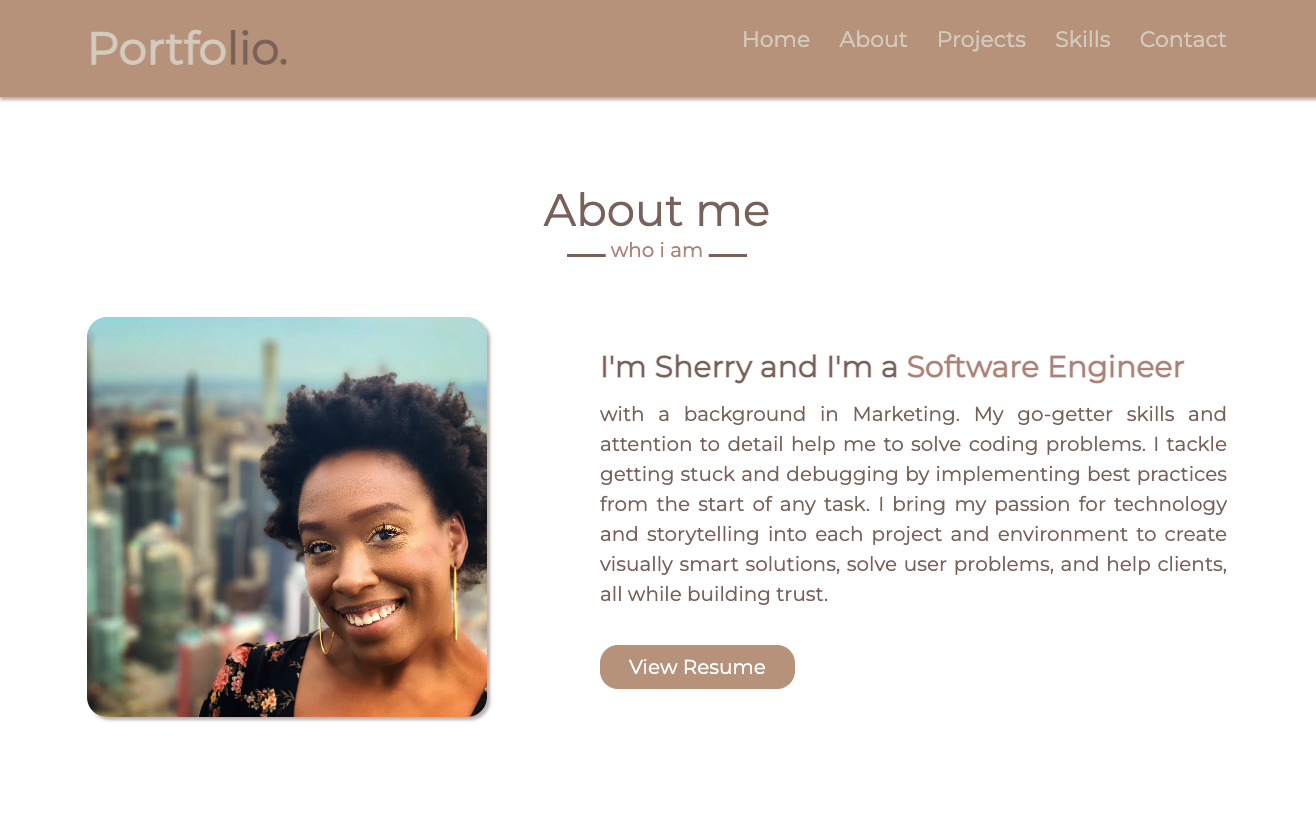 Portfolio.
Home About Projects Skills Contact
About me
who i am
I'm Sherry and I'm a Software Engineer
with a background in Marketing. My go-getter skills and
attention to detail help me to solve coding problems. I tackle
getting stuck and debugging by implementing best practices
from the start of any task. I bring my passion for technology
and storytelling into each project and environment to create
visually smart solutions, solve user problems, and help clients,
all while building trust.
View Resume